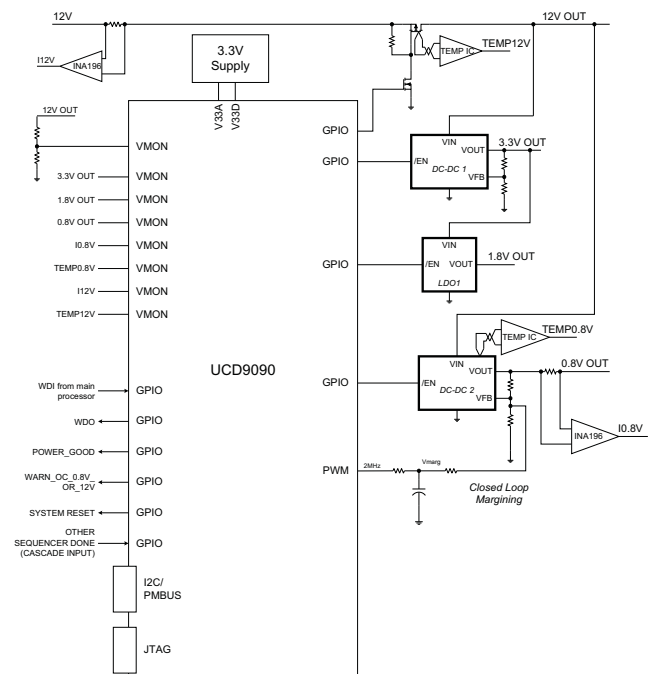 12V
12V OUT
I12V
INA196
3.3V
Supply
TEMP IC
TEMP12V
V33A
V33D
12V OUT
VMON
3.3V OUT
VMON
1.8V OUT
VMON
0.8V OUT
VMON
I0.8V
VMON
TEMP0.8V
VMON
I12V
VMON
TEMP12V
VMON
UCD9090
WDI from main
processor
GPIO
WDO
GPIO
POWER_GOOD
GPIO
WARN_OC_0.8V_
OR_12V
GPIO
SYSTEM RESET
GPIO
OTHER
SEQUENCER DONE
(CASCADE INPUT)
GPIO
I2C/
PMBUS
JTAG
GPIO
GPIO
VIN
/EN
VOUT
VFB
DC-DC 1
3.3V OUT
GPIO
VIN
/EN
VOUT
LDO1
1.8V OUT
TEMP IC
TEMP0.8V
GPIO
VIN
/EN
VOUT
VFB
DC-DC 2
0.8V OUT
INA196
I0.8V
PWM
2MHz
Vmarg
Closed Loop
Margining